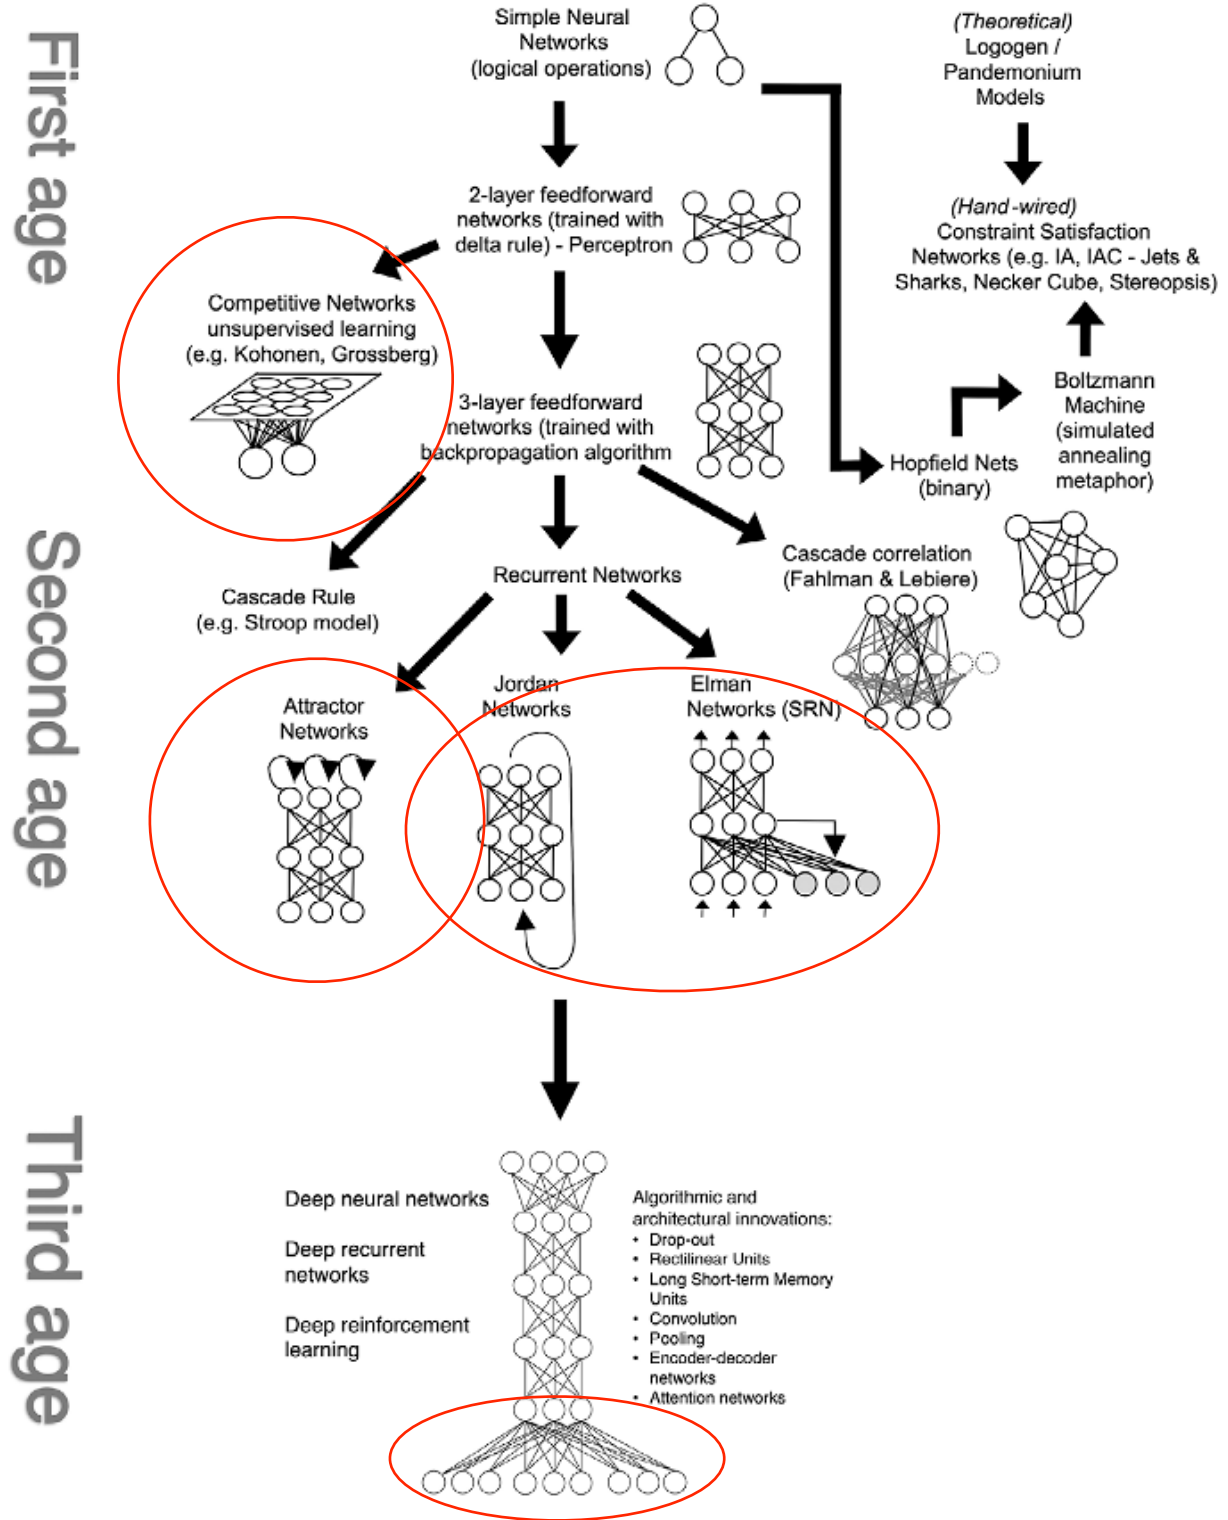 First age
Simple Neural
Networks
(logical operations)
(Theoretical)
Logogen /
Pandemonium
Models
2-layer feedforward
networks (trained with
delta rule) - Perceptron
(Hand-wired)
Constraint Satisfaction
Networks (e.g. IA, IAC - Jets &
Sharks, Necker Cube, Stereopsis)
Competitive Networks
unsupervised learning
(e.g. Kohonen, Grossberg)
3-layer feedforward
networks (trained with
backpropagation algorithm
Boltzmann
Machine
(simulated
annealing
metaphor)
Hopfield Nets
(binary)
Second age
Cascade correlation
(Fahlman & Lebiere)
Recurrent Networks
Cascade Rule
(e.g. Stroop model)
Attractor
Networks
Jordan
Networks
Elman
Networks (SRN)
Third age
Deep neural networks
Deep recurrent
networks
Deep reinforcement
learning
Algorithmic and
architectural innovations:
• Drop-out
• Rectilinear Units
• Long Short-term Memory
Units
• Convolution
• Pooling
• Encoder-decoder
networks
• Attention networks